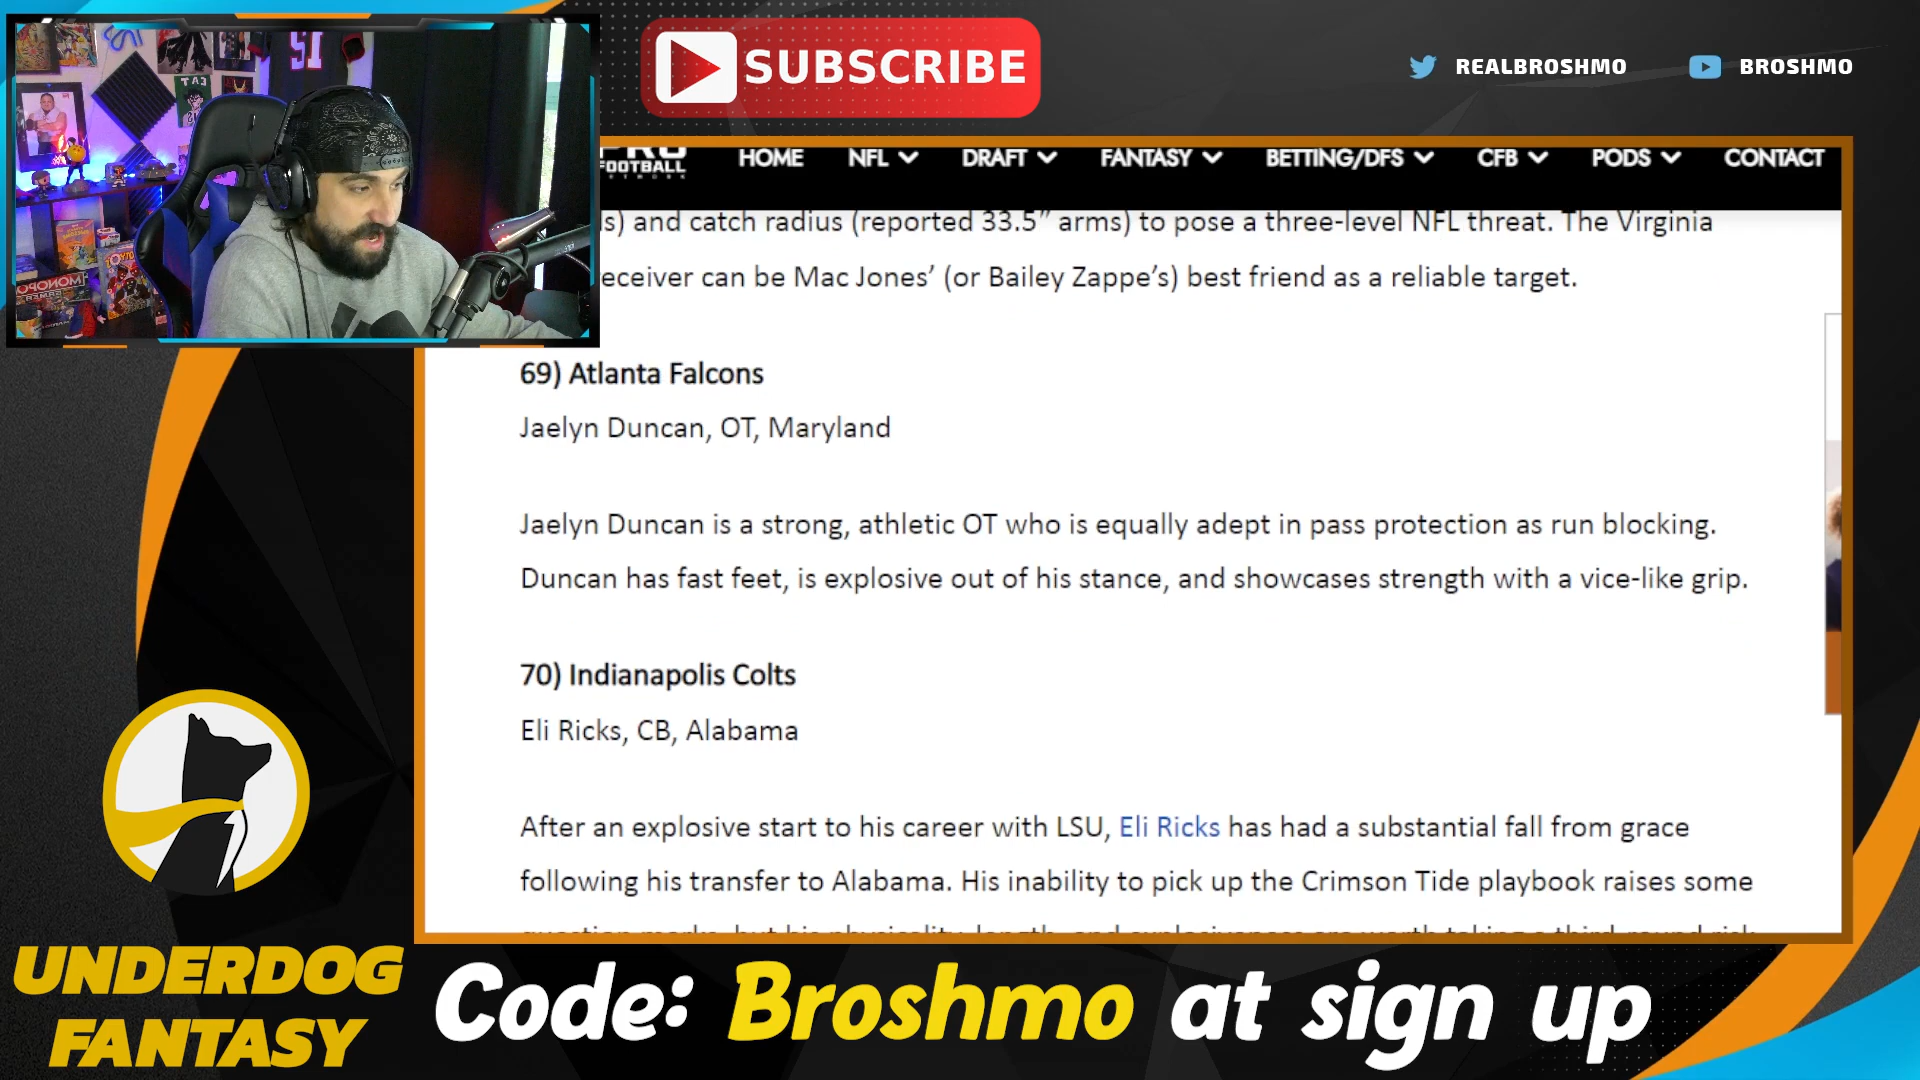 SUBSCRIBE
REALBROSHMO
BROSHMO
FOOTBALL
HOME NFL DRAFT FANTASY BETTING/DFS CFB PODS CONTACT
ls) and catch radius (reported 33.5” arms) to pose a three-level NFL threat. The Virginia
eceiver can be Mac Jones’ (or Bailey Zappe’s) best friend as a reliable target.
69) Atlanta Falcons
Jaelyn Duncan, OT, Maryland
Jaelyn Duncan is a strong, athletic OT who is equally adept in pass protection as run blocking.
Duncan has fast feet, is explosive out of his stance, and showcases strength with a vice-like grip.
70) Indianapolis Colts
Eli Ricks, CB, Alabama
After an explosive start to his career with LSU, Eli Ricks has had a substantial fall from grace
following his transfer to Alabama. His inability to pick up the Crimson Tide playbook raises some
UNDERDOG
FANTASY
Code: Broshmo at sign up